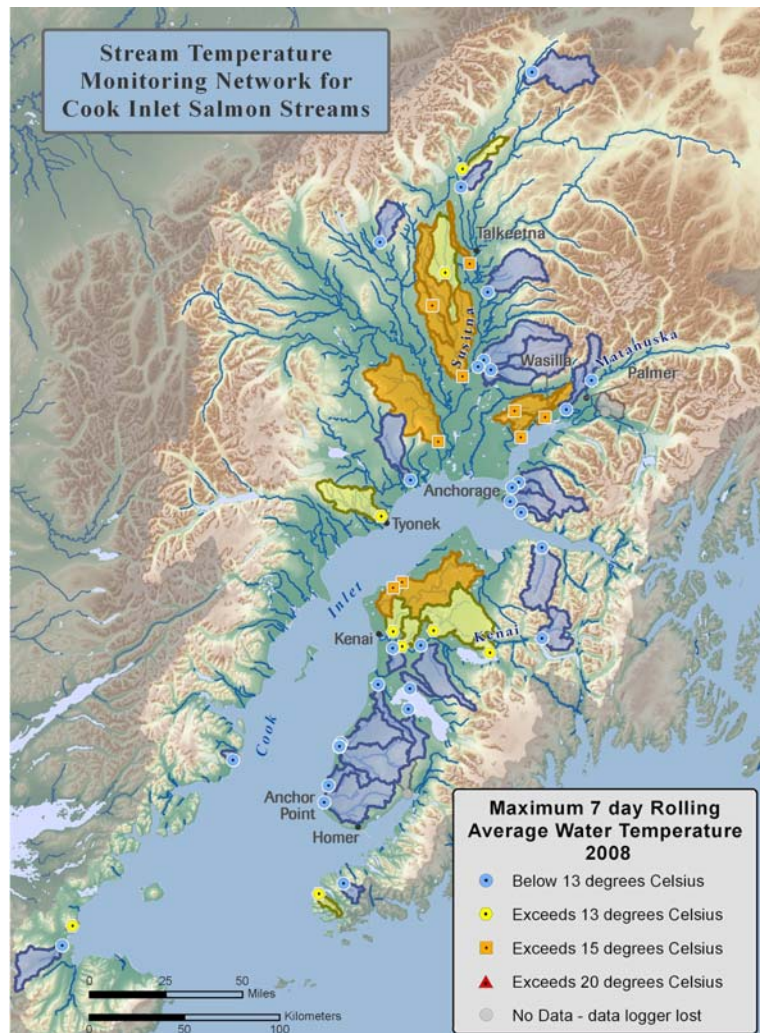 Stream Temperature
Monitoring Network for
Cook Inlet Salmon Streams
Talkeetna
Susitna
Wasilla
Matanuska
Palmer
Anchorage
Tyonek
Inlet
Kenai
Kenai
Cook
Anchor
Point
Homer
Maximum 7 day Rolling
Average Water Temperature
2008
Below 13 degrees Celsius
Exceeds 13 degrees Celsius
Exceeds 15 degrees Celsius
Exceeds 20 degrees Celsius
No Data - data logger lost
0 25 50
Miles
Kilometers
0 50 100